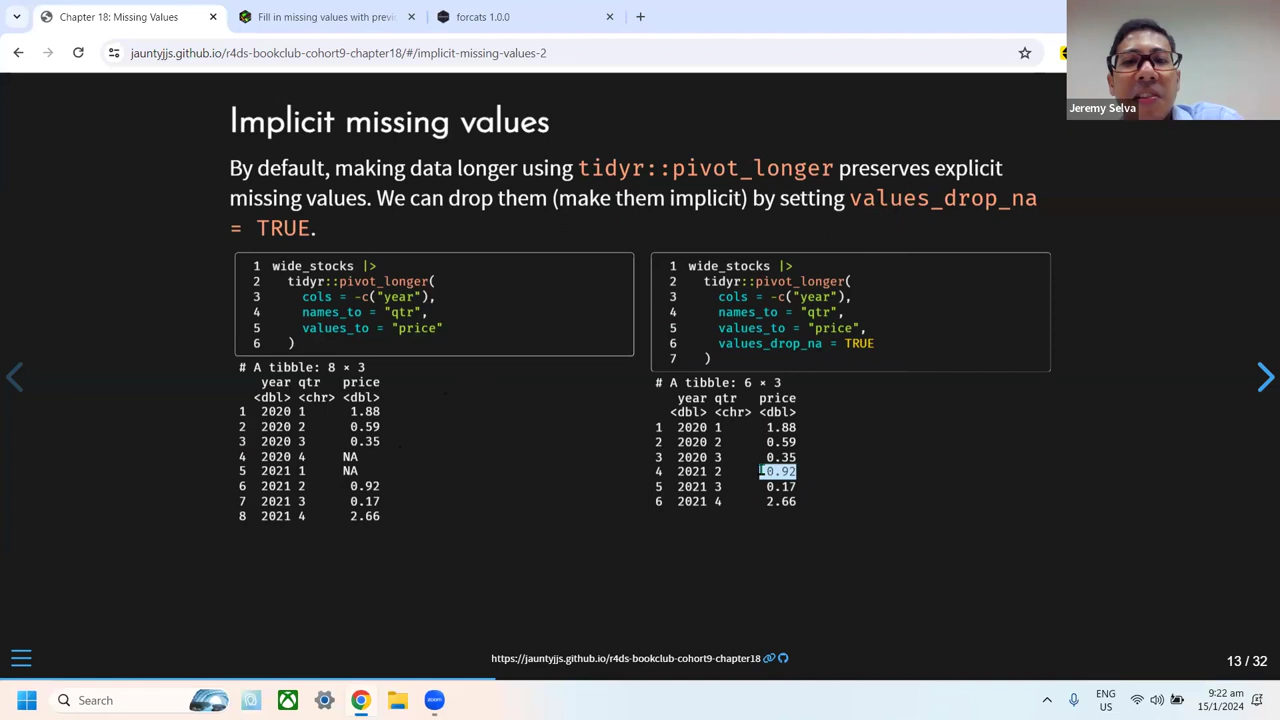 Chapter 18: Missing Values
Fill in missing values with previ
forcats 1.0.0
jauntyjjs.github.io/r4ds-bookclub-cohort9-chapter18/#/implicit-missing-values-2
Jeremy Selva
Implicit missing values
By default, making data longer using tidyr::pivot_longer preserves explicit
missing values. We can drop them (make them implicit) by setting values_drop_na
= TRUE.
1 wide_stocks |>
2 tidyr::pivot_longer(
3 cols = -c("year"),
4 names_to = "qtr",
5 values_to = "price"
6 )
# A tibble: 8 × 3
year qtr price
<dbl> <chr> <dbl>
1 2020 1 1.88
2 2020 2 0.59
3 2020 3 0.35
4 2020 4 NA
5 2021 1 NA
6 2021 2 0.92
7 2021 3 0.17
8 2021 4 2.66
1 wide_stocks |>
2 tidyr::pivot_longer(
3 cols = -c("year"),
4 names_to = "qtr",
5 values_to = "price",
6 values_drop_na = TRUE
7 )
# A tibble: 6 × 3
year qtr price
<dbl> <chr> <dbl>
1 2020 1 1.88
2 2020 2 0.59
3 2020 3 0.35
4 2021 2 0.92
5 2021 3 0.17
6 2021 4 2.66
https://jauntyjjs.github.io/r4ds-bookclub-cohort9-chapter18
13 / 32
Search
zoom
ENG
US
9:22 am
15/1/2024